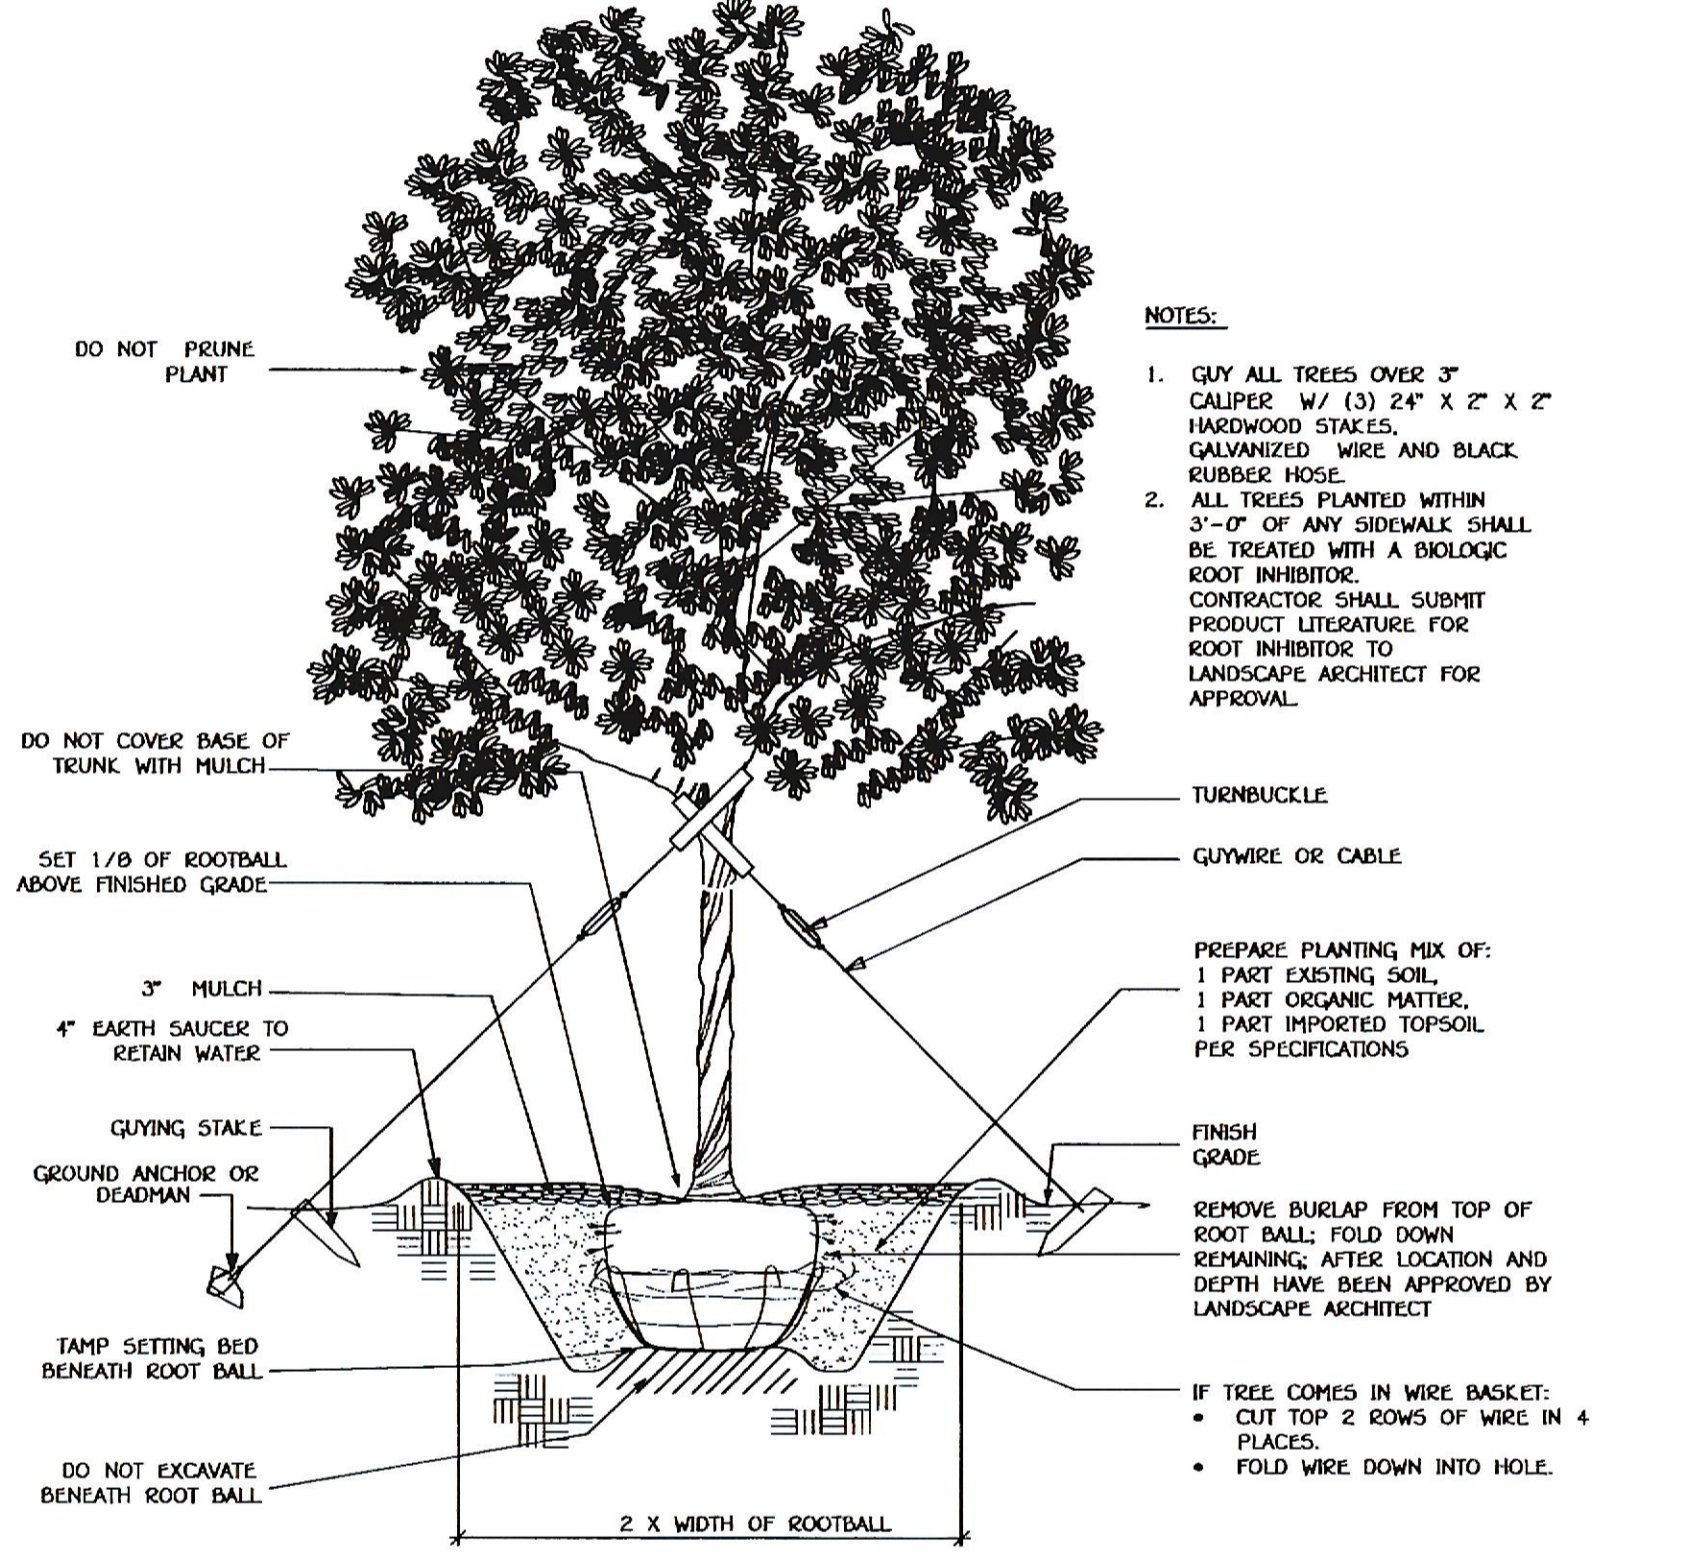 DO NOT PRUNE
PLANT
DO NOT COVER BASE OF
TRUNK WITH MULCH
SET 1/8 OF ROOTBALL
ABOVE FINISHED GRADE
3" MULCH
4" EARTH SAUCER TO
RETAIN WATER
GUYING STAKE
GROUND ANCHOR OR
DEADMAN
TAMP SETTING BED
BENEATH ROOT BALL
DO NOT EXCAVATE
BENEATH ROOT BALL
2 X WIDTH OF ROOTBALL
NOTES:
1. GUY ALL TREES OVER 3"
CALIPER W/ (3) 24" X 2" X 2"
HARDWOOD STAKES,
GALVANIZED WIRE AND BLACK
RUBBER HOSE.
2. ALL TREES PLANTED WITHIN
3'-0" OF ANY SIDEWALK SHALL
BE TREATED WITH A BIOLOGIC
ROOT INHIBITOR.
CONTRACTOR SHALL SUBMIT
PRODUCT LITERATURE FOR
ROOT INHIBITOR TO
LANDSCAPE ARCHITECT FOR
APPROVAL
TURNBUCKLE
GUYWIRE OR CABLE
PREPARE PLANTING MIX OF:
1 PART EXISTING SOIL,
1 PART ORGANIC MATTER,
1 PART IMPORTED TOPSOIL
PER SPECIFICATIONS
FINISH
GRADE
REMOVE BURLAP FROM TOP OF
ROOT BALL; FOLD DOWN
REMAINING; AFTER LOCATION AND
DEPTH HAVE BEEN APPROVED BY
LANDSCAPE ARCHITECT
IF TREE COMES IN WIRE BASKET:
• CUT TOP 2 ROWS OF WIRE IN 4
PLACES.
• FOLD WIRE DOWN INTO HOLE.